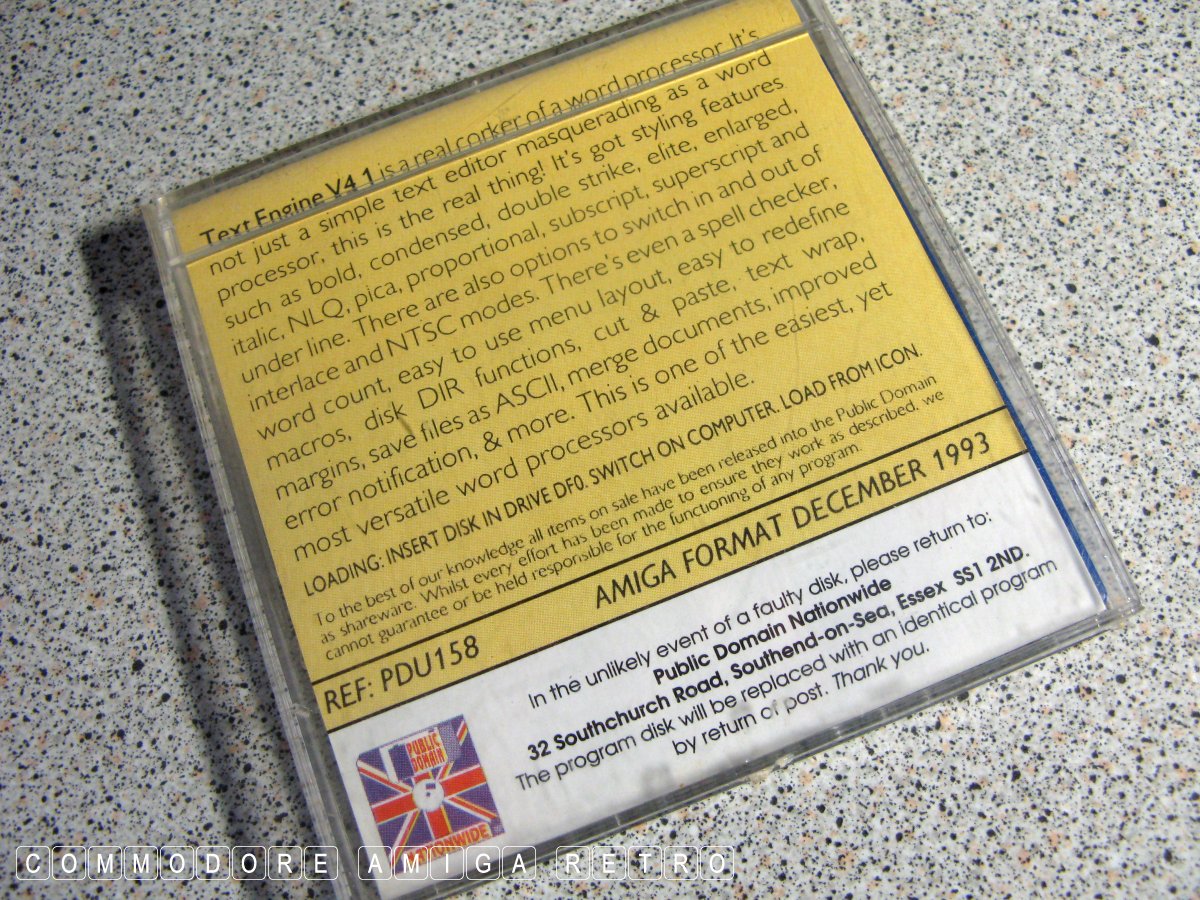 Text Engine V4.1 is a real corker of a word processor. It's
not just a simple text editor masquerading as a word
processor, this is the real thing! It's got styling features
such as bold, condensed, double strike, elite, enlarged,
italic, NLQ, pica, proportional, subscript, superscript and
under line. There are also options to switch in and out of
interlace and NTSC modes. There's even a spell checker,
word count, easy to use menu layout, easy to redefine
macros, disk DIR functions, cut & paste, text wrap,
margins, save files as ASCII, merge documents, improved
error notification, & more. This is one of the easiest, yet
most versatile word processors available.
LOADING: INSERT DISK IN DRIVE DF0. SWITCH ON COMPUTER. LOAD FROM ICON.
To the best of our knowledge all items on sale have been released into the Public Domain
as shareware. Whilst every effort has been made to ensure they work as described, we
cannot guarantee or be held responsible for the functioning of any program.
REF: PDU158 AMIGA FORMAT DECEMBER 1993
In the unlikely event of a faulty disk, please return to:
Public Domain Nationwide
32 Southchurch Road, Southend-on-Sea, Essex SS1 2ND.
The program disk will be replaced with an identical program
by return of post. Thank you.
PUBLIC
DOMAIN
NATIONWIDE
COMMODORE AMIGA RETRO